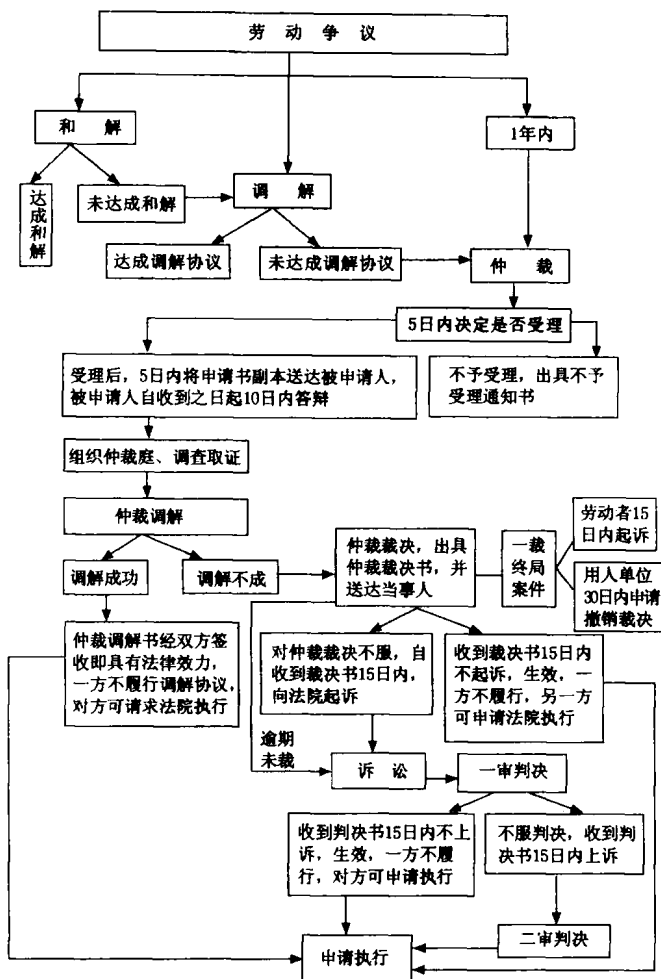 劳动争议
和解
1年内
达成和解
未达成和解
调解
达成调解协议
未达成调解协议
仲裁
5日内决定是否受理
受理后，5日内将申请书副本送达被申请人，
被申请人自收到之日起10日内答辩
不予受理，出具不予
受理通知书
组织仲裁庭、调查取证
仲裁调解
调解成功
调解不成
仲裁裁决，出具
仲裁裁决书，并
送达当事人
一裁
终局
案件
劳动者15
日内起诉
用人单位
30日内申请
撤销裁决
仲裁调解书经双方签
收即具有法律效力，
一方不履行调解协议，
对方可请求法院执行
对仲裁裁决不服，自
收到裁决书15日内，
向法院起诉
收到裁决书15日内
不起诉，生效，一
方不履行，另一方
可申请法院执行
逾期
未裁
诉讼
一审判决
收到判决书15日内不上
诉，生效，一方不履
行，对方可申请执行
不服判决，收到判
决书15日内上诉
二审判决
申请执行